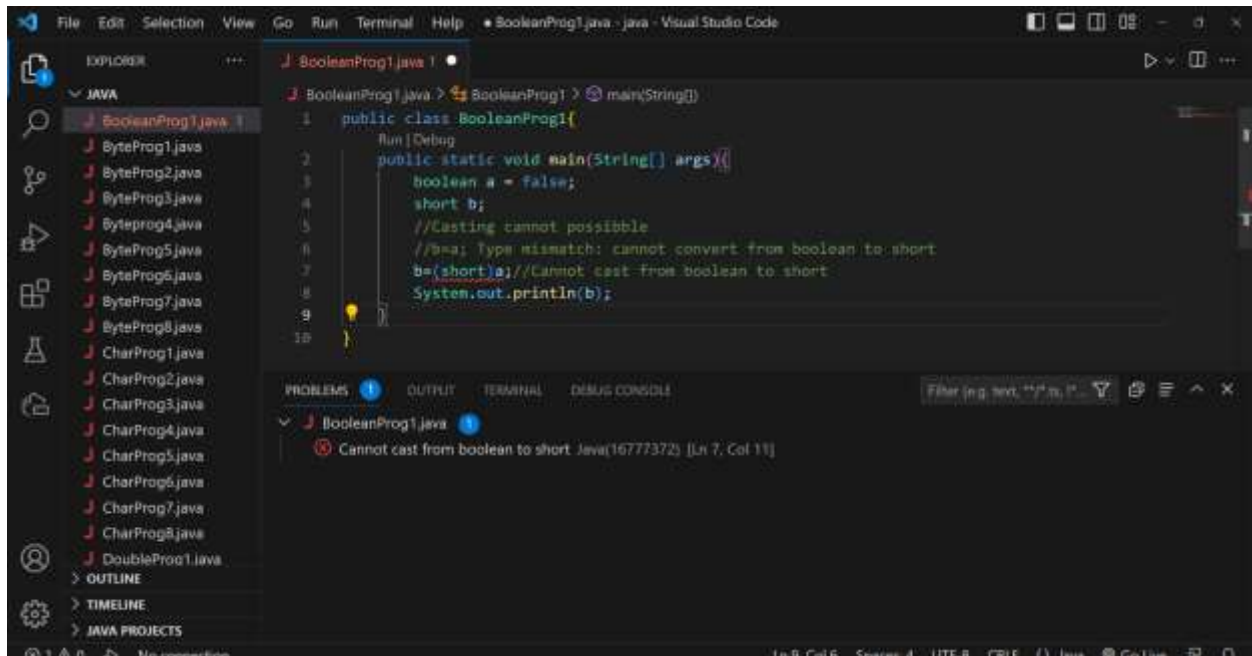 File Edit Selection View Go Run Terminal Help ● BooleanProg1.java - java - Visual Studio Code
EXPLORER ...
JAVA
BooleanProg1.java 1
ByteProg1.java
ByteProg2.java
ByteProg3.java
Byteprog4.java
ByteProg5.java
ByteProg6.java
ByteProg7.java
ByteProg8.java
CharProg1.java
CharProg2.java
CharProg3.java
CharProg4.java
CharProg5.java
CharProg6.java
CharProg7.java
CharProg8.java
DoubleProg1.java
OUTLINE
TIMELINE
JAVA PROJECTS
J BooleanProg1.java 1 ●
J BooleanProg1.java > BooleanProg1 > main(String[])
1 public class BooleanProg1{
Run | Debug
2 public static void main(String[] args){
3 boolean a = false;
4 short b;
5 //Casting cannot possibble
6 //b=a; Type mismatch: cannot convert from boolean to short
7 b=(short)a;//Cannot cast from boolean to short
8 System.out.println(b);
9 }
10 }
PROBLEMS 1 OUTPUT TERMINAL DEBUG CONSOLE Filter (e.g. text,
J BooleanProg1.java 1
Cannot cast from boolean to short Java(16777372) [Ln 7, Col 11]
1 0 No connection Ln 9, Col 6 Spaces: 4 UTF-8 CRLF {} Java Go Live